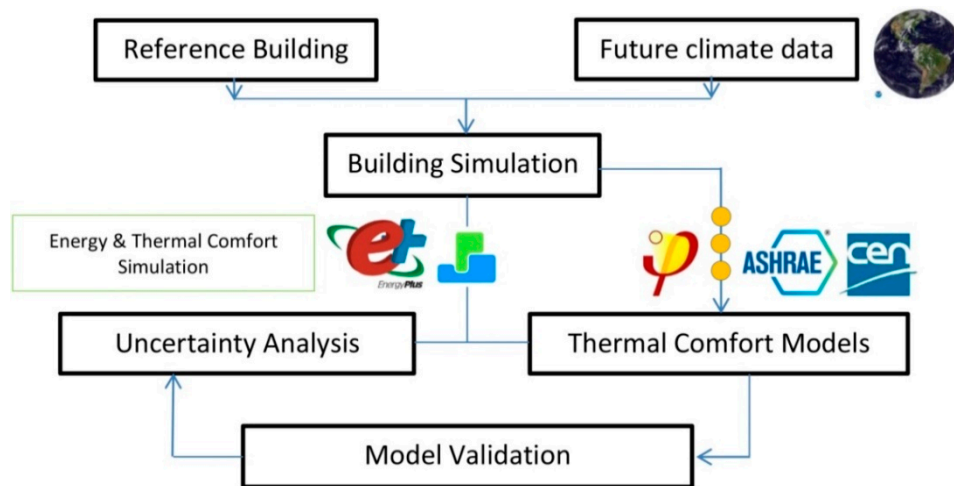 Reference Building
Future climate data
Building Simulation
Energy & Thermal Comfort
Simulation
et
EnergyPlus
φ
ASHRAE
®
cen
Uncertainty Analysis
Thermal Comfort Models
Model Validation